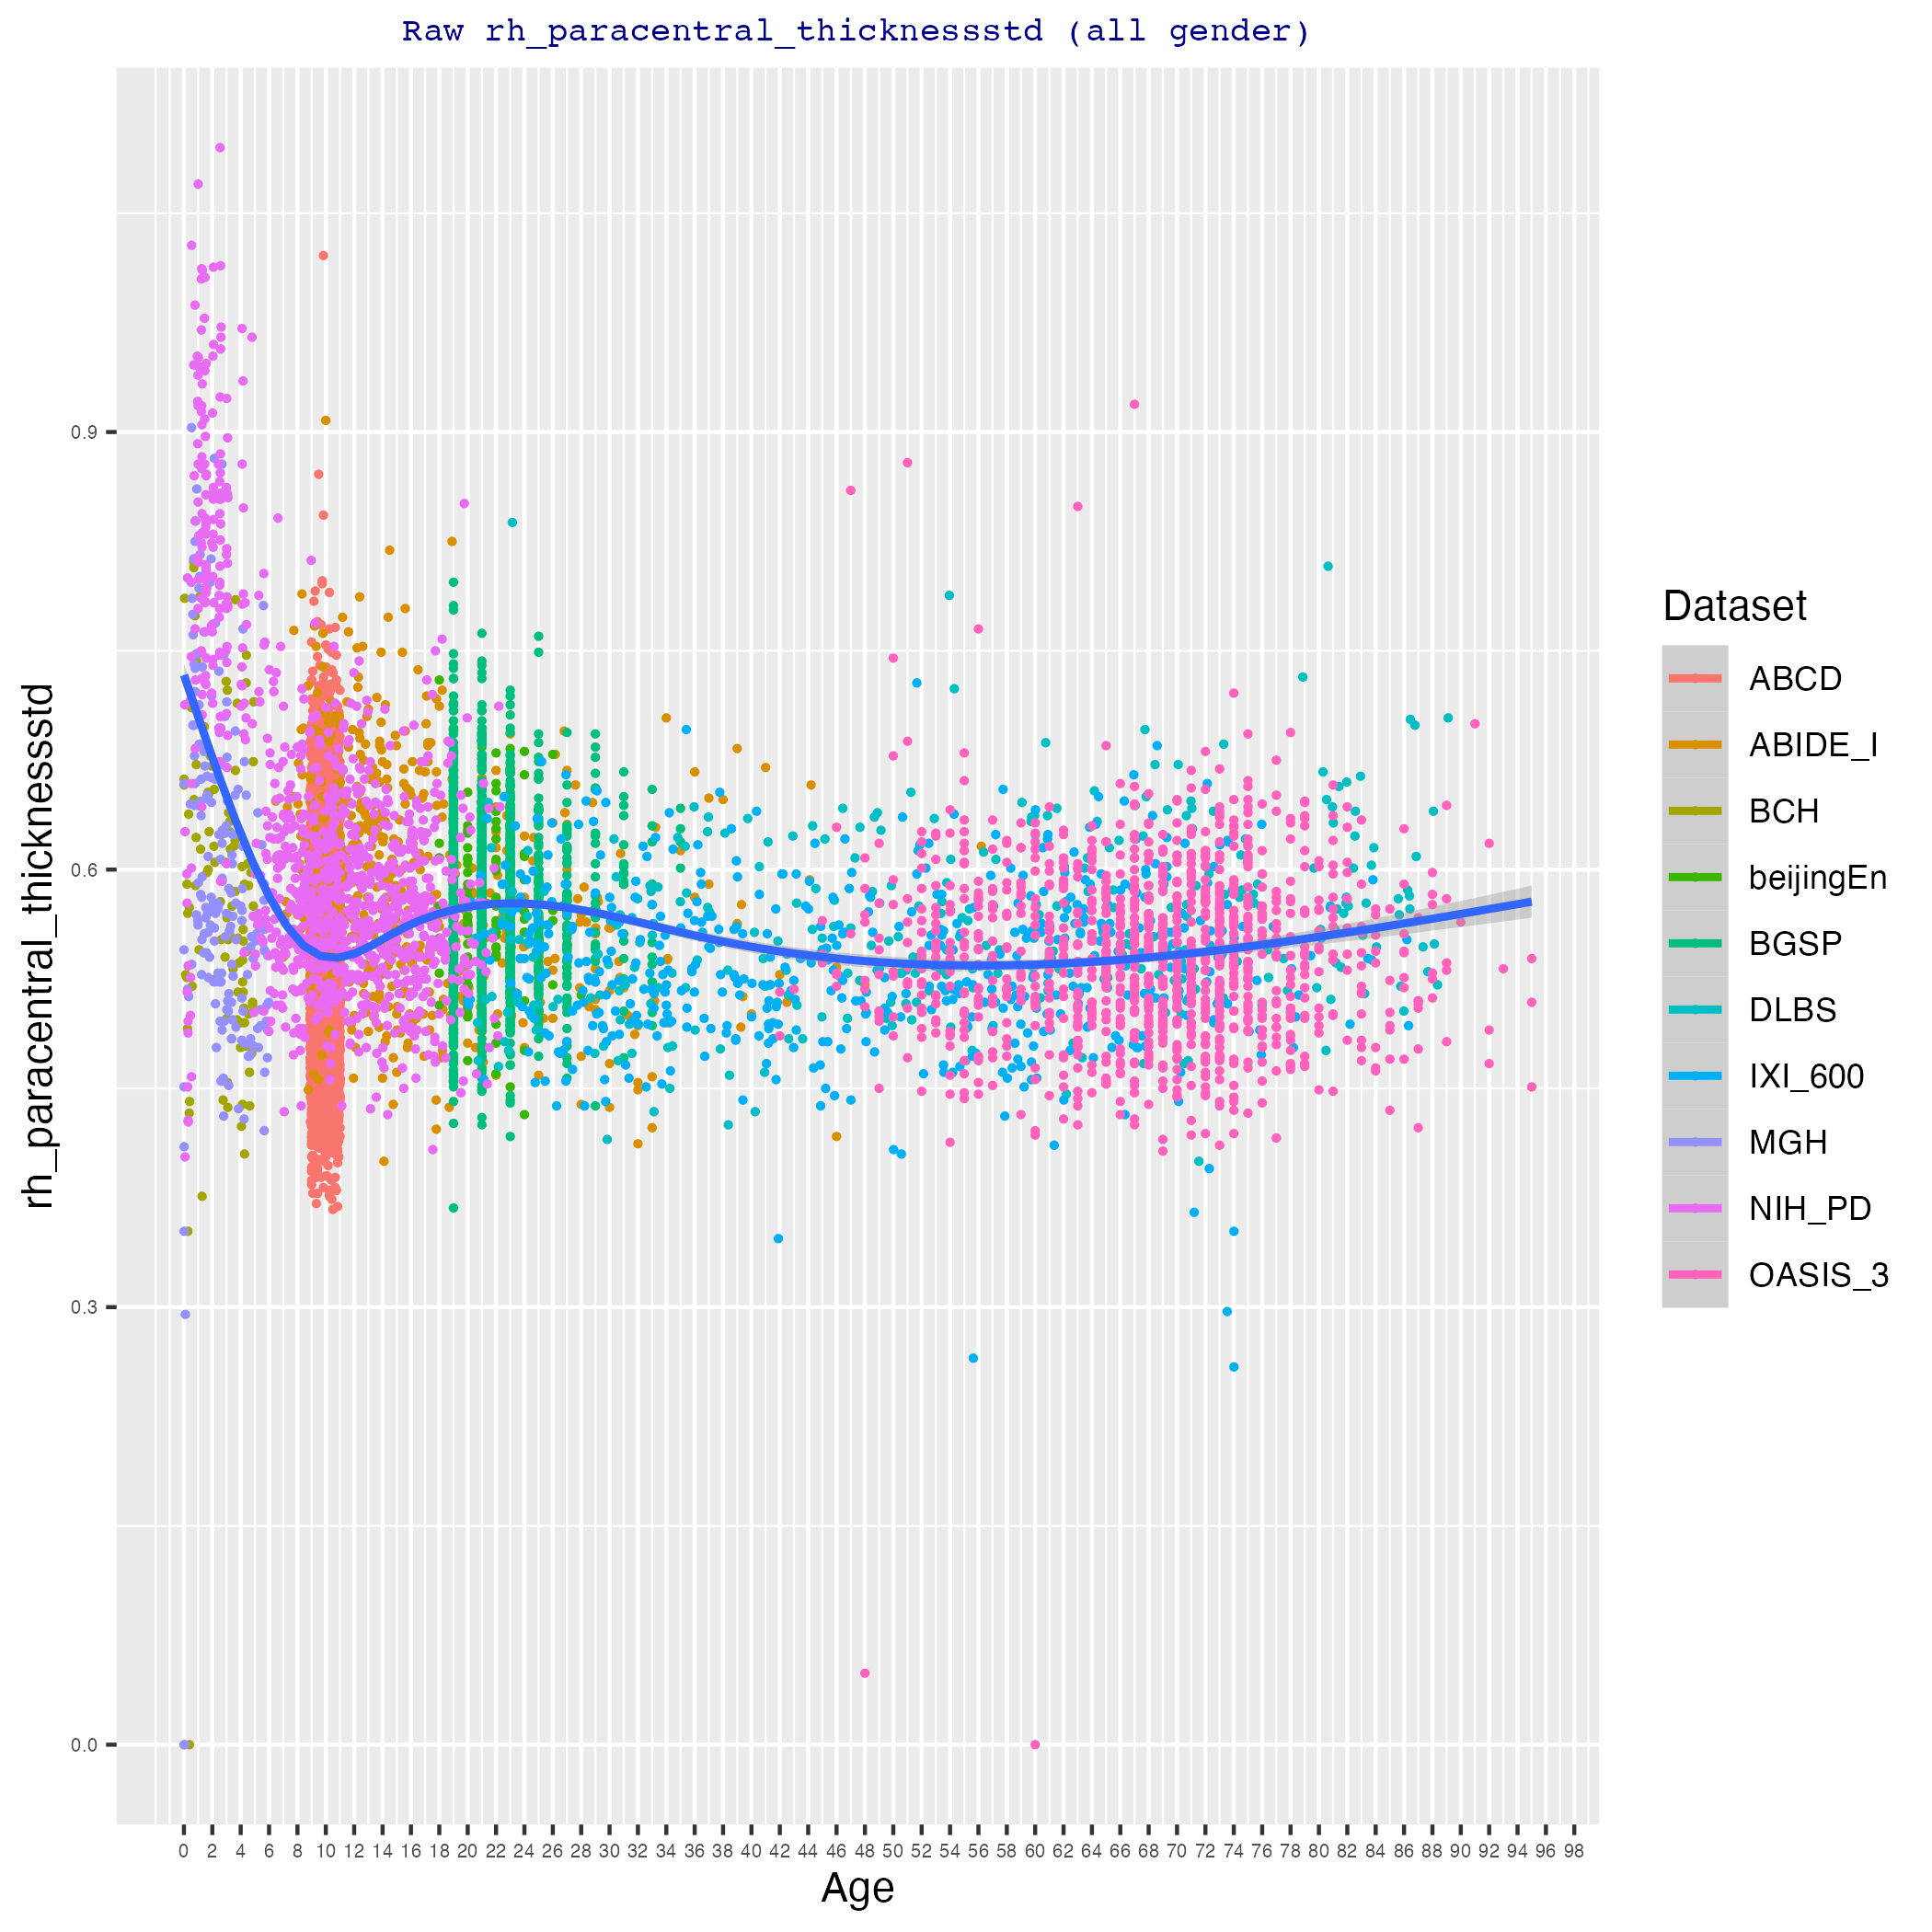 Raw rh_paracentral_thicknessstd (all gender)
rh_paracentral_thicknessstd
0.9
0.6
0.3
0.0
0 2 4 6 8 10 12 14 16 18 20 22 24 26 28 30 32 34 36 38 40 42 44 46 48 50 52 54 56 58 60 62 64 66 68 70 72 74 76 78 80 82 84 86 88 90 92 94 96 98
Age
Dataset
ABCD
ABIDE_I
BCH
beijingEn
BGSP
DLBS
IXI_600
MGH
NIH_PD
OASIS_3